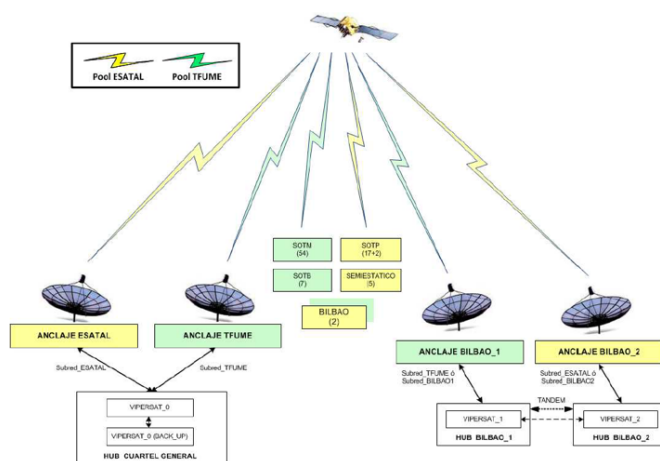 Pool ESATAL
Pool TFUME
SOTM
(54)
SOTP
(17+2)
SOTB
(7)
SEMIESTATICO
(5)
BILBAO
(2)
ANCLAJE ESATAL
ANCLAJE TFUME
ANCLAJE BILBAO_1
ANCLAJE BILBAO_2
Subred_ESATAL
Subred_TFUME
Subred_TFUME ó
Subred_BILBAO1
Subred_ESATAL ó
Subred_BILBAO2
VIPERSAT_0
VIPERSAT_0 (BACK_UP)
HUB CUARTEL GENERAL
TANDEM
VIPERSAT_1
VIPERSAT_2
HUB BILBAO_1
HUB BILBAO_2